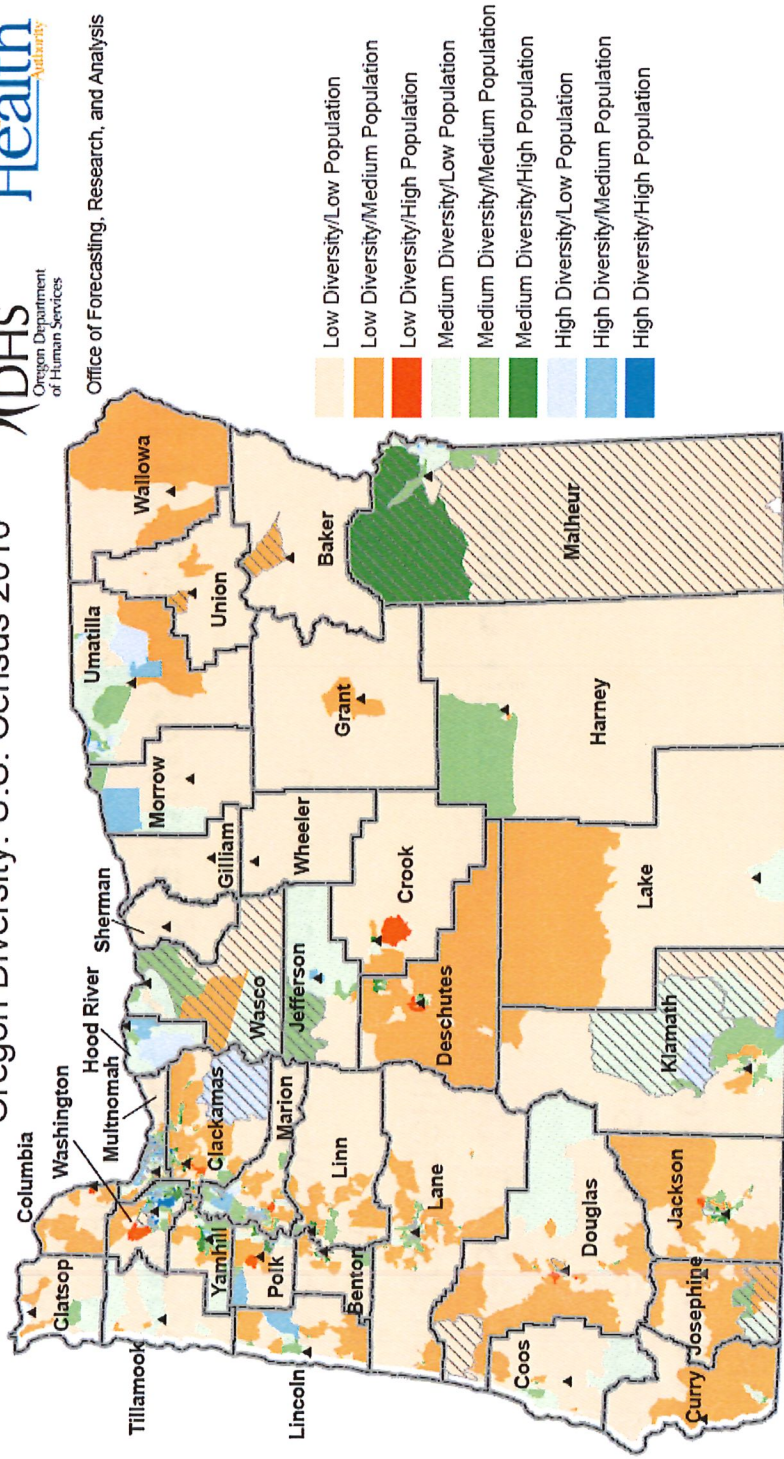 Oregon Diversity: U.S. Census 2010
DHS
Oregon Department
of Human Services
Health
Authority
Office of Forecasting, Research, and Analysis
Low Diversity/Low Population
Low Diversity/Medium Population
Low Diversity/High Population
Medium Diversity/Low Population
Medium Diversity/Medium Population
Medium Diversity/High Population
High Diversity/Low Population
High Diversity/Medium Population
High Diversity/High Population
Columbia
Washington
Multnomah
Hood River
Sherman
Clatsop
Tillamook
Yamhill
Clackamas
Wasco
Gilliam
Morrow
Umatilla
Union
Wallowa
Lincoln
Polk
Marion
Jefferson
Wheeler
Grant
Baker
Benton
Linn
Crook
Lane
Deschutes
Coos
Douglas
Klamath
Lake
Harney
Malheur
Curry
Josephine
Jackson